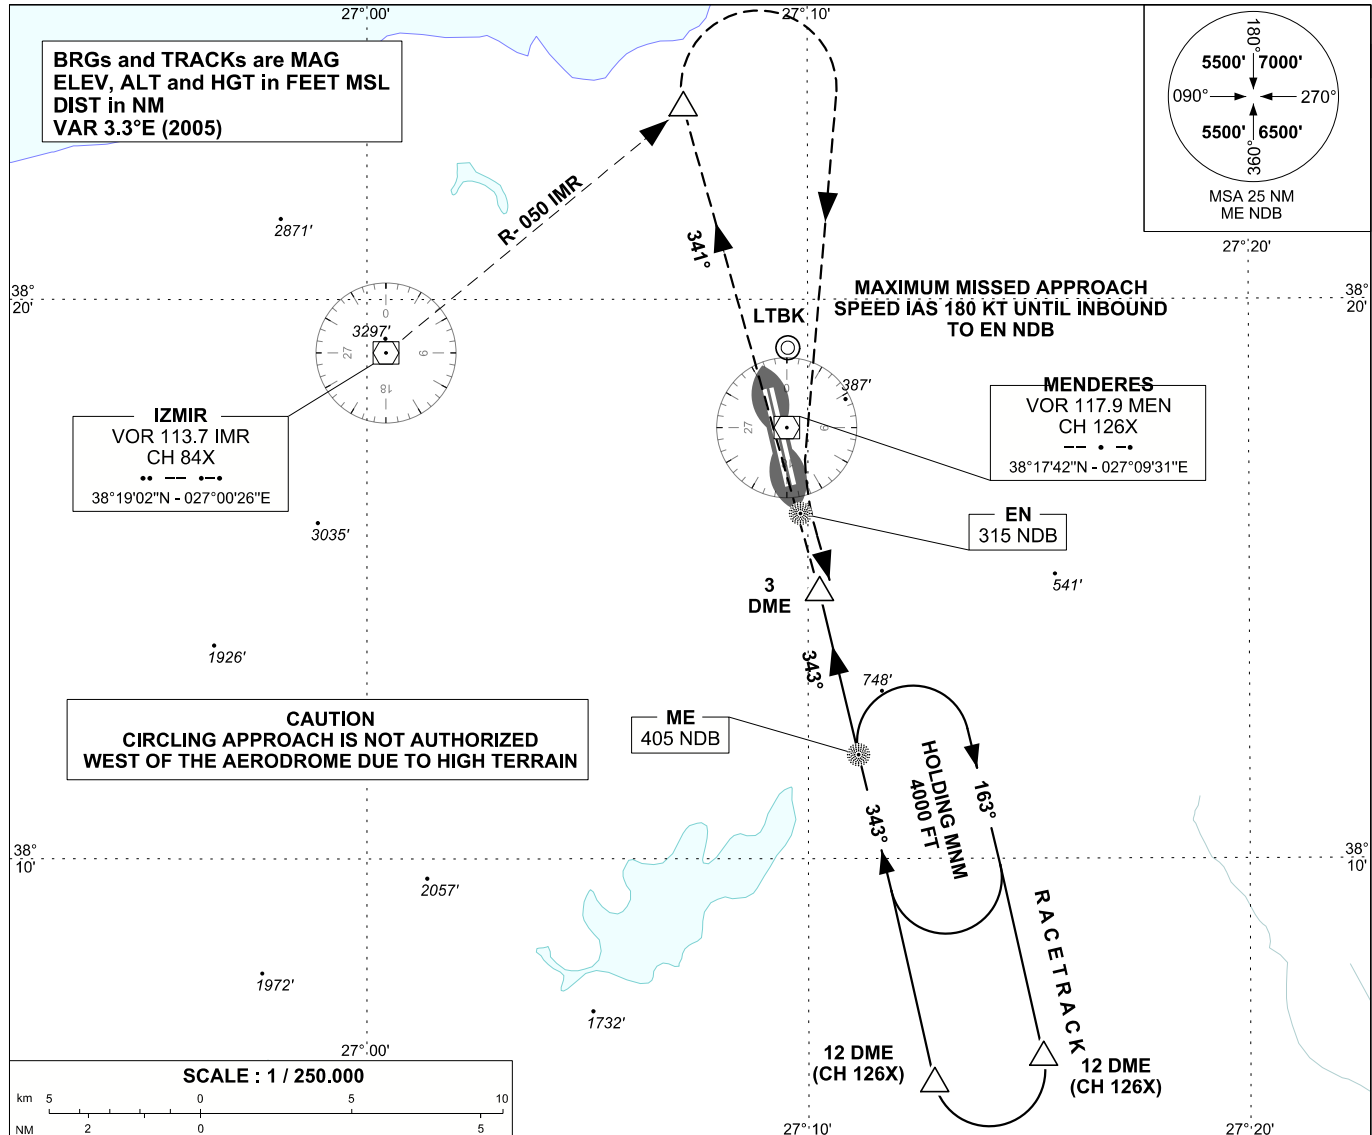 27°00'
27°10'
BRGs and TRACKs are MAG
ELEV, ALT and HGT in FEET MSL
DIST in NM
VAR 3.3°E (2005)
180°
5500' 7000'
090° 270°
5500' 6500'
360°
MSA 25 NM
ME NDB
27°20'
2871'
R- 050 IMR
341°
38°
20'
38°
20'
MAXIMUM MISSED APPROACH
SPEED IAS 180 KT UNTIL INBOUND
TO EN NDB
LTBK
3297'
0
27
9
18
387'
0
27
9
IZMIR
VOR 113.7 IMR
CH 84X
38°19'02"N - 027°00'26"E
MENDERES
VOR 117.9 MEN
CH 126X
38°17'42"N - 027°09'31"E
3035'
EN
315 NDB
541'
3
DME
1926'
343°
748'
CAUTION
CIRCLING APPROACH IS NOT AUTHORIZED
WEST OF THE AERODROME DUE TO HIGH TERRAIN
ME
405 NDB
HOLDING MNM
4000 FT
163°
343°
38°
10'
38°
10'
2057'
RACETRACK
1972'
1732'
27°00'
12 DME
(CH 126X)
12 DME
(CH 126X)
SCALE : 1 / 250.000
km 5 0 5 10
NM 2 0 5
27°10'
27°20'